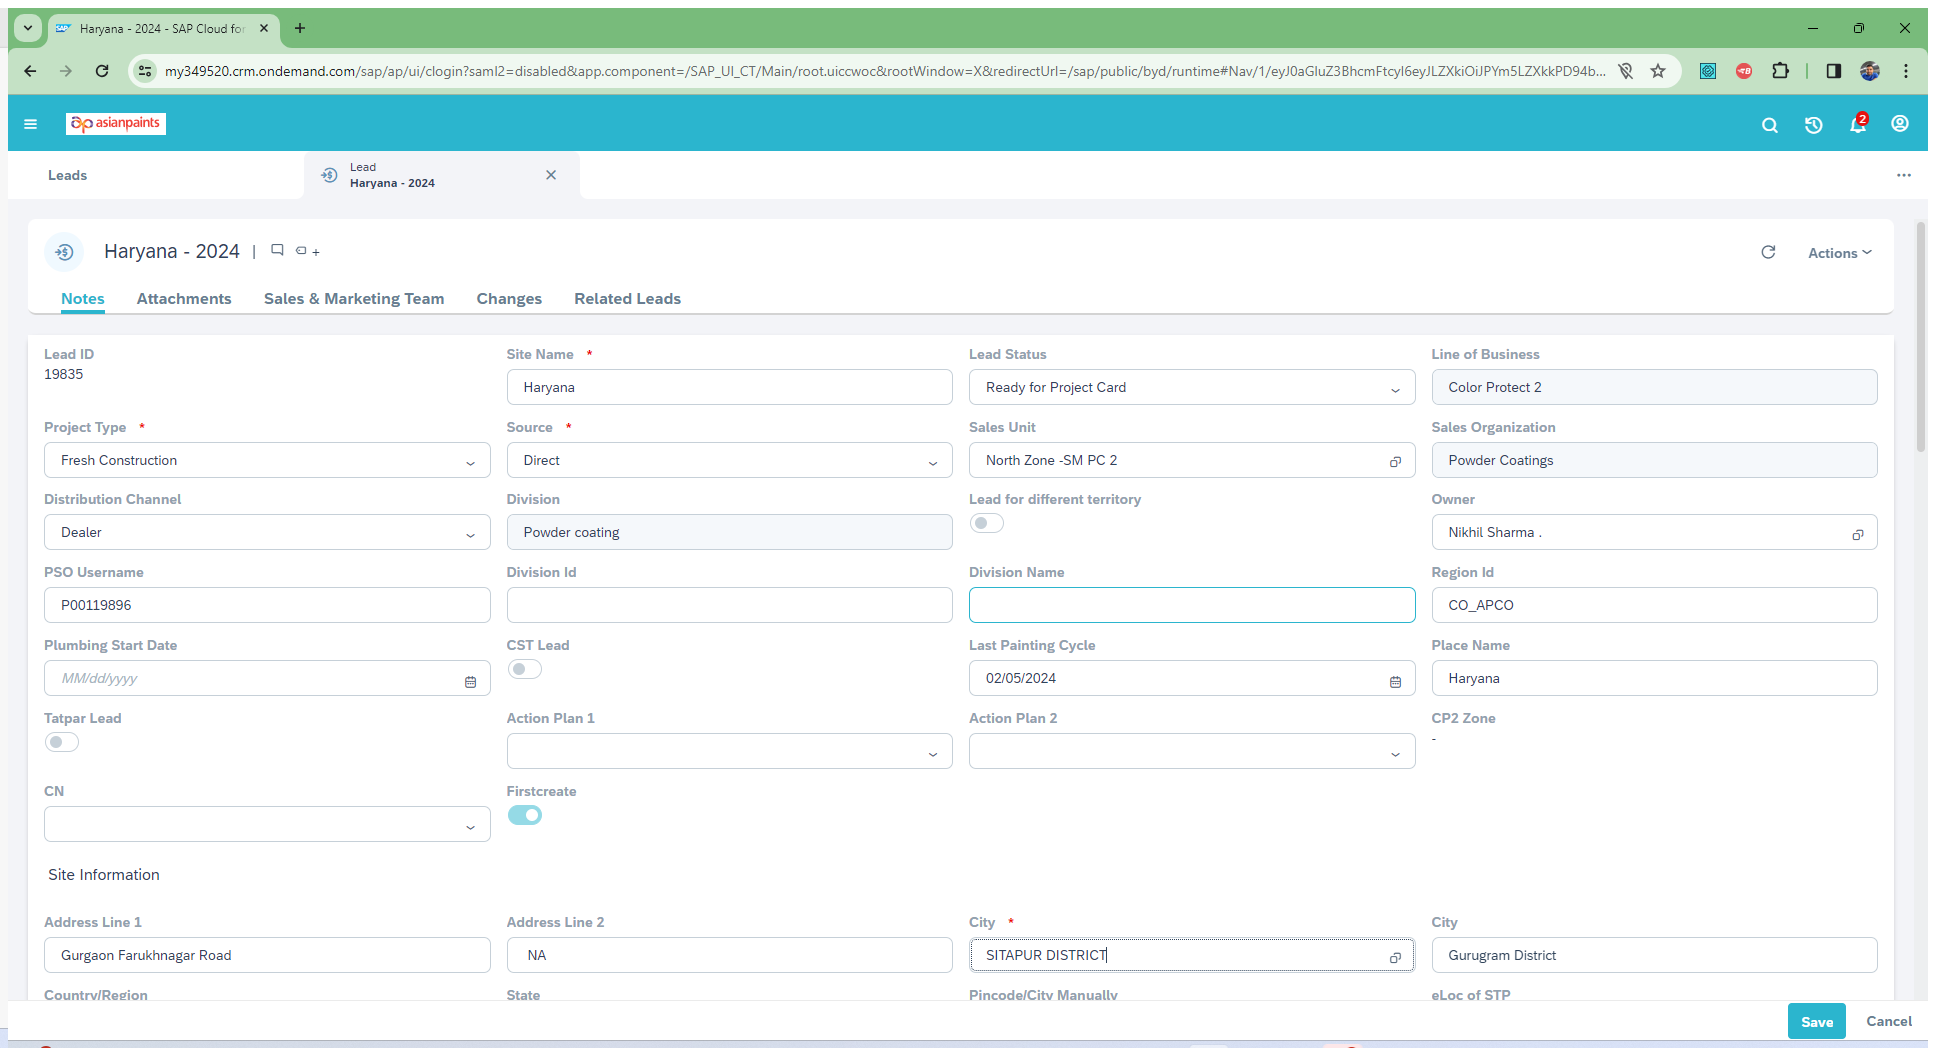 Haryana - 2024 - SAP Cloud for
my349520.crm.ondemand.com/sap/ap/ui/clogin?saml2=disabled&app.component=/SAP_UI_CT/Main/root.uiccwoc&rootWindow=X&redirectUrl=/sap/public/byd/runtime#Nav/1/
asianpaints
2
Leads
Lead
Haryana - 2024
Haryana - 2024 |
Actions
Notes Attachments Sales & Marketing Team Changes Related Leads
Lead ID Site Name * Lead Status Line of Business
19835 Haryana Ready for Project Card Color Protect 2
Project Type * Source * Sales Unit Sales Organization
Fresh Construction Direct North Zone -SM PC 2 Powder Coatings
Distribution Channel Division Lead for different territory Owner
Dealer Powder coating Nikhil Sharma .
PSO Username Division Id Division Name Region Id
P00119896 CO_APCO
Plumbing Start Date CST Lead Last Painting Cycle Place Name
MM/dd/yyyy 02/05/2024 Haryana
Tatpar Lead Action Plan 1 Action Plan 2 CP2 Zone
-
CN Firstcreate
Site Information
Address Line 1 Address Line 2 City * City
Gurgaon Farukhnagar Road NA SITAPUR DISTRICT Gurugram District
Country/Region State Pincode/City Manually eLoc of STP
Save Cancel